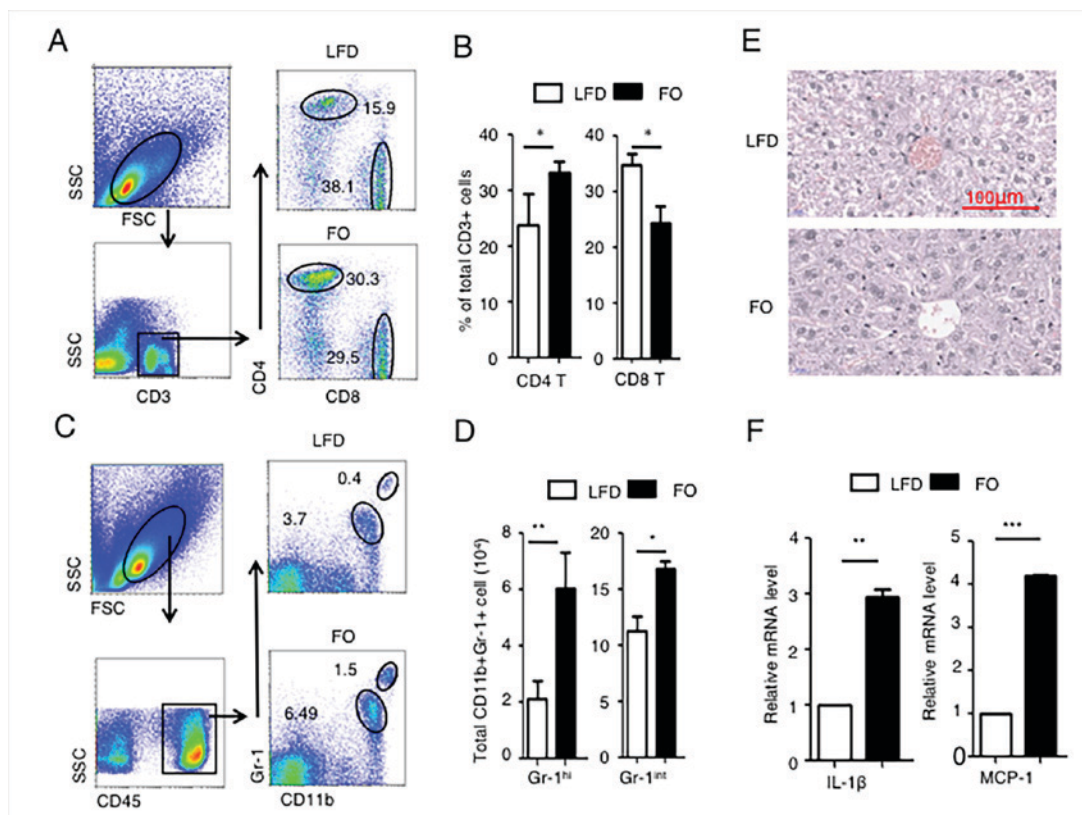 A
LFD
SSC
FSC
15.9
38.1
FO
SSC
CD3
30.3
29.5
CD4
CD8
B
LFD FO
% of total CD3+ cells
40
30
20
10
0
*
CD4 T
40
30
20
10
0
*
CD8 T
E
LFD
100μm
FO
C
LFD
SSC
FSC
0.4
3.7
FO
SSC
CD45
1.5
6.49
Gr-1
CD11b
D
LFD FO
Total CD11b+Gr-1+ cell (10⁴)
8
6
4
2
0
**
Gr-1ʰⁱ
20
15
10
5
0
*
Gr-1ⁱⁿᵗ
F
LFD FO
Relative mRNA level
4
3
2
1
0
**
IL-1β
Relative mRNA level
5
4
3
2
1
0
***
MCP-1